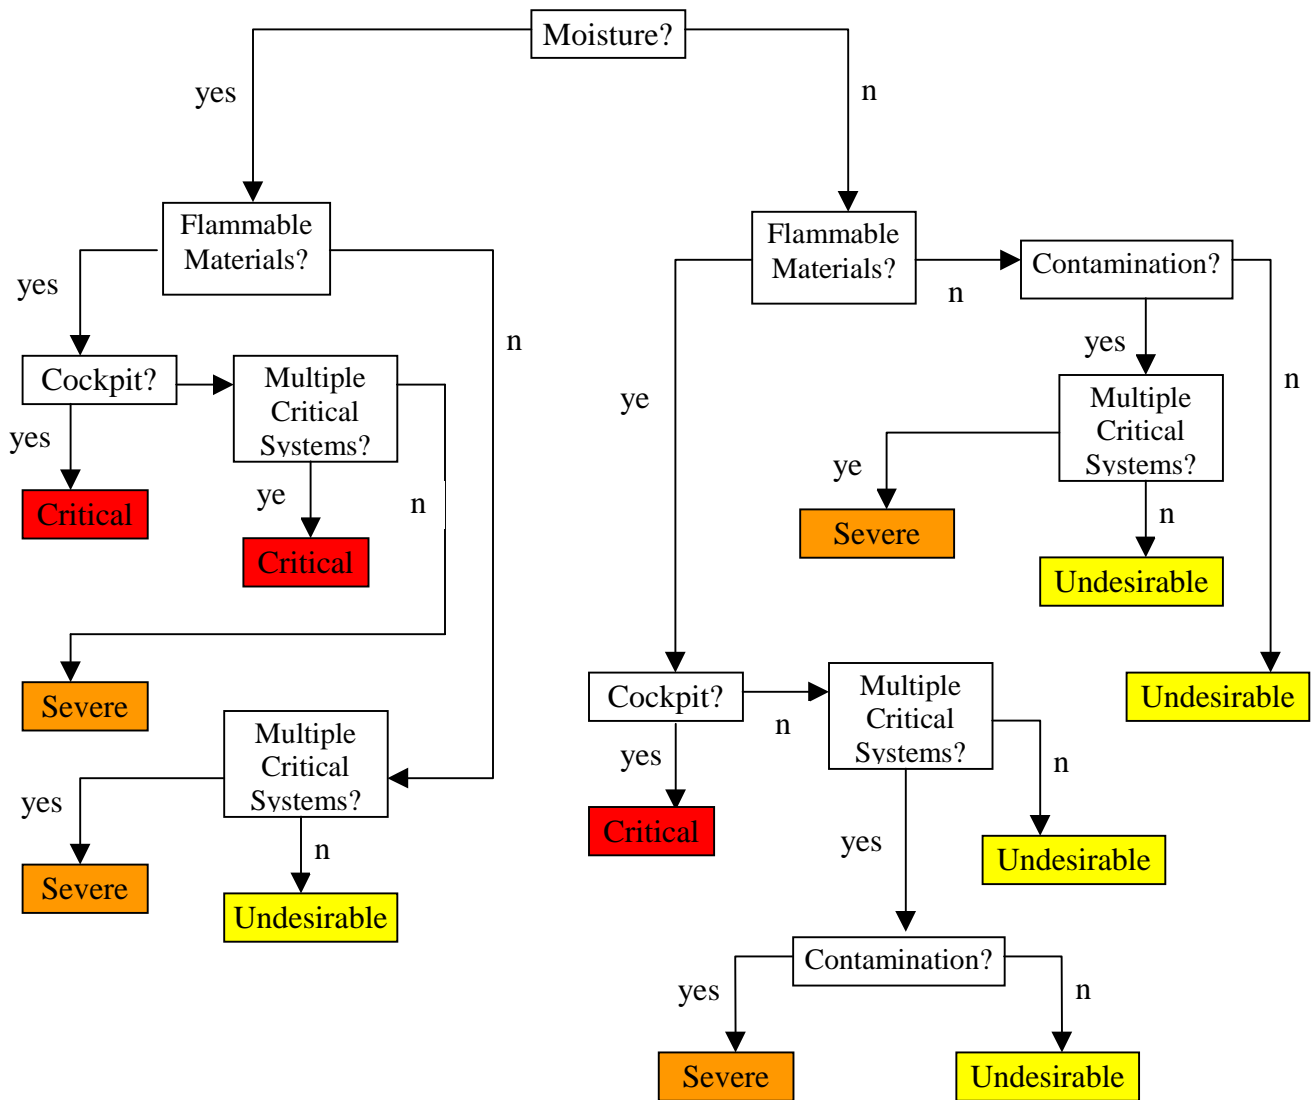 Moisture?
yes
n
Flammable
Materials?
Flammable
Materials?
Contamination?
yes
n
n
yes
n
ye
Cockpit?
Multiple
Critical
Systems?
Multiple
Critical
Systems?
yes
ye
n
ye
n
Critical
Severe
Critical
Undesirable
Severe
Cockpit?
n
Multiple
Critical
Systems?
Undesirable
Multiple
Critical
Systems?
yes
n
yes
n
Critical
yes
Undesirable
Severe
Undesirable
Contamination?
yes
n
Severe
Undesirable